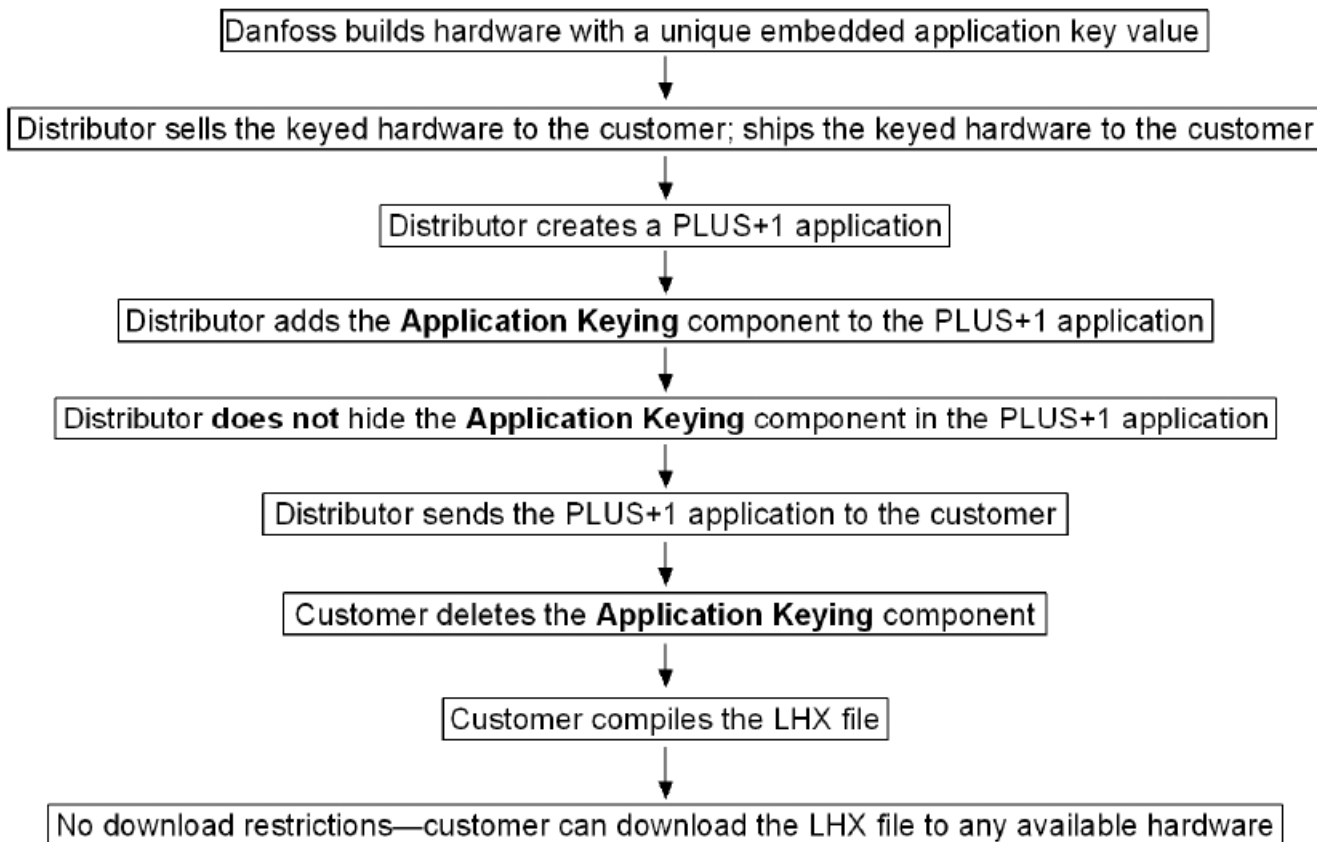 Danfoss builds hardware with a unique embedded application key value
Distributor sells the keyed hardware to the customer; ships the keyed hardware to the customer
Distributor creates a PLUS+1 application
Distributor adds the Application Keying component to the PLUS+1 application
Distributor does not hide the Application Keying component in the PLUS+1 application
Distributor sends the PLUS+1 application to the customer
Customer deletes the Application Keying component
Customer compiles the LHX file
No download restrictions—customer can download the LHX file to any available hardware